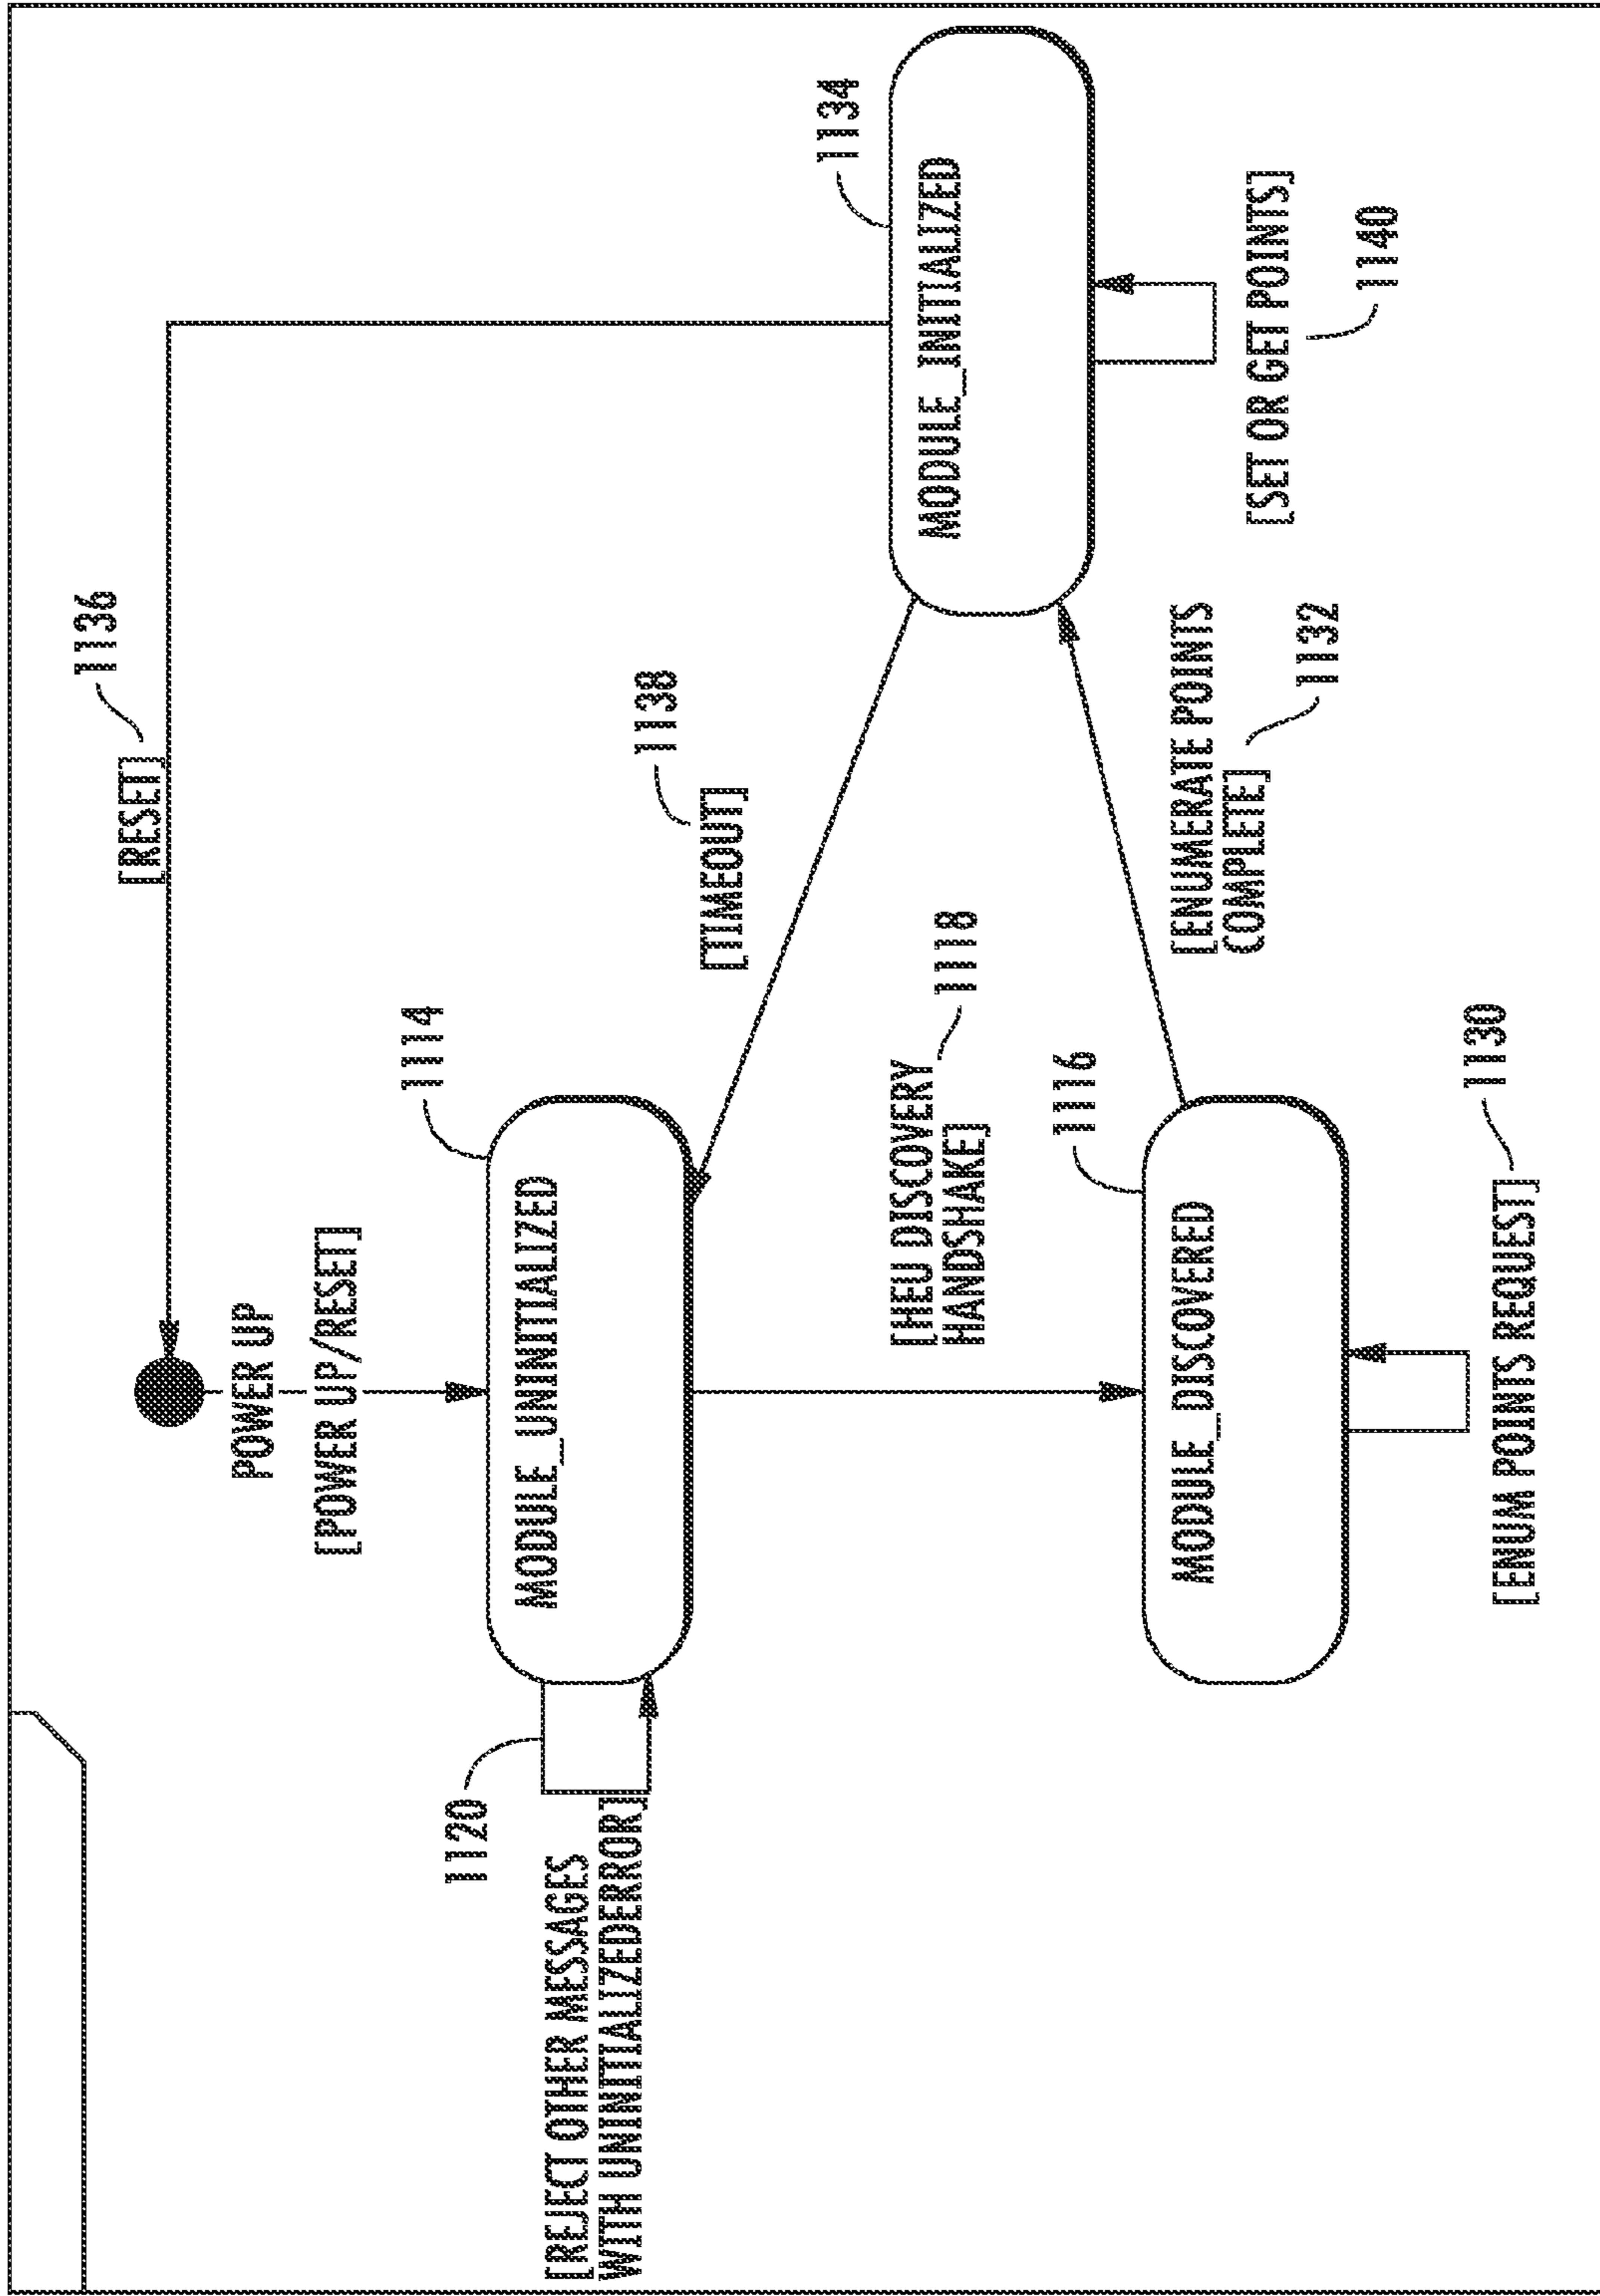 1136
[RESET]
POWER UP
[POWER UP/RESET]
1114
1120
MODULE_UNINITIALIZED
[REJECT OTHER MESSAGES
WITH UNINITIALIZEDERROR]
1138
[TIMEOUT]
1134
MODULE_INITIALIZED
[HEU DISCOVERY
HANDSHAKE]
1118
1116
MODULE_DISCOVERED
[ENUMERATE POINTS
COMPLETE]
1132
[SET OR GET POINTS]
1140
1130
[ENUM POINTS REQUEST]